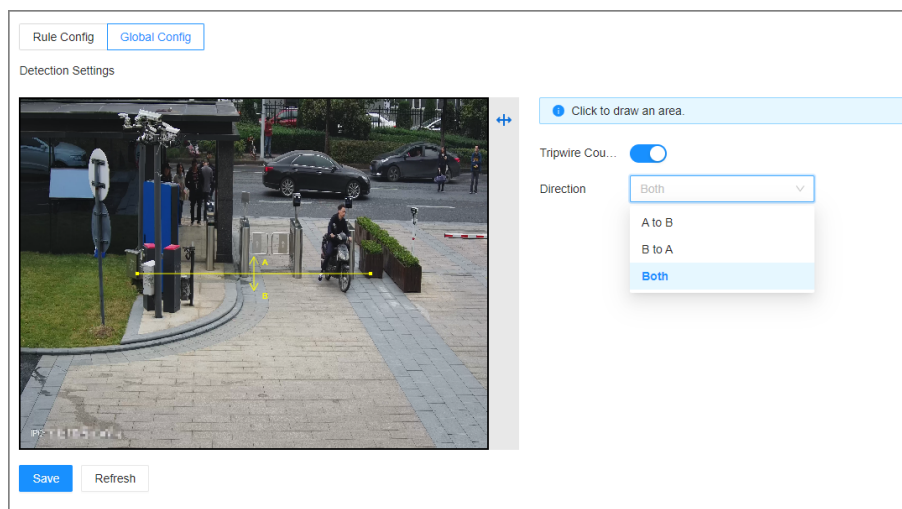 Rule Config
Global Config
Detection Settings
Click to draw an area.
Tripwire Cou...
Direction
Both
A to B
B to A
Both
A
B
Save
Refresh